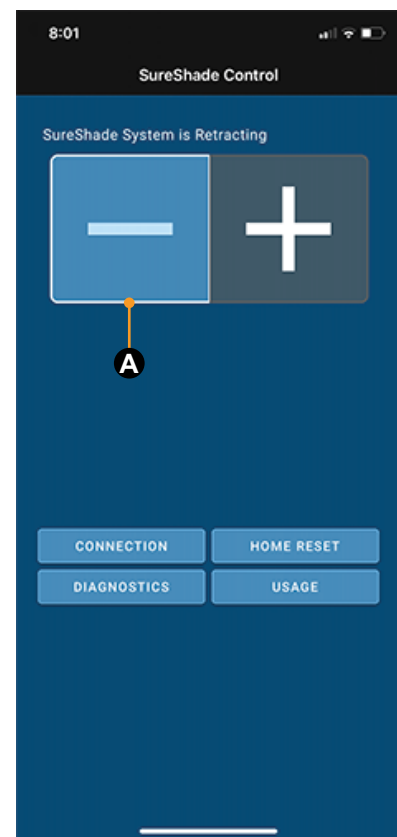 8:01
SureShade Control
SureShade System is Retracting
A
CONNECTION
HOME RESET
DIAGNOSTICS
USAGE